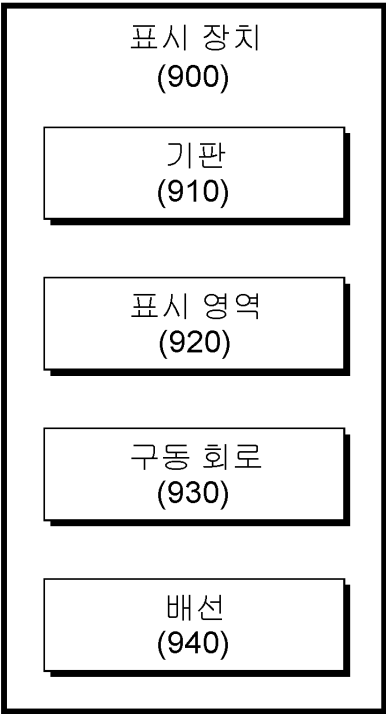 표시 장치
(900)
기판
(910)
표시 영역
(920)
구동 회로
(930)
배선
(940)